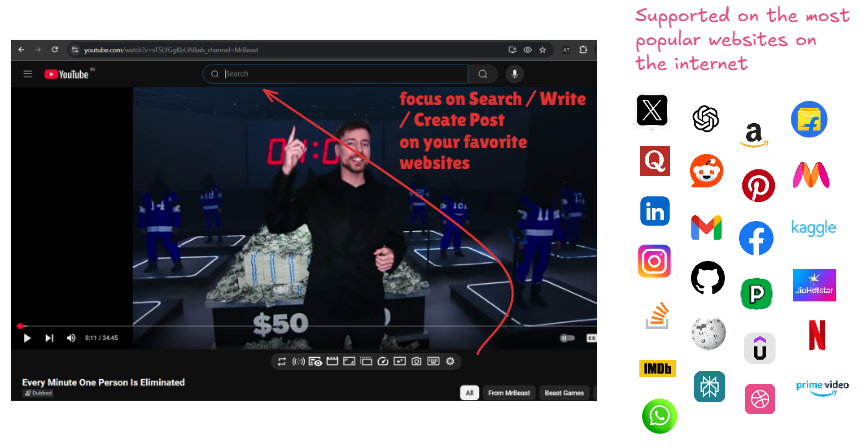 Supported on the most
popular websites on
the internet
youtube.com/watch?v=sF5LYGgKbUA&ab_channel=MrBeast
YouTube
Search
focus on Search / Write
/ Create Post
on your favorite
websites
$50
8:11 / 34:45
Every Minute One Person Is Eliminated
Dubbed
All
From MrBeast
Beast Games
kaggle
JioHotstar
IMDb
prime video